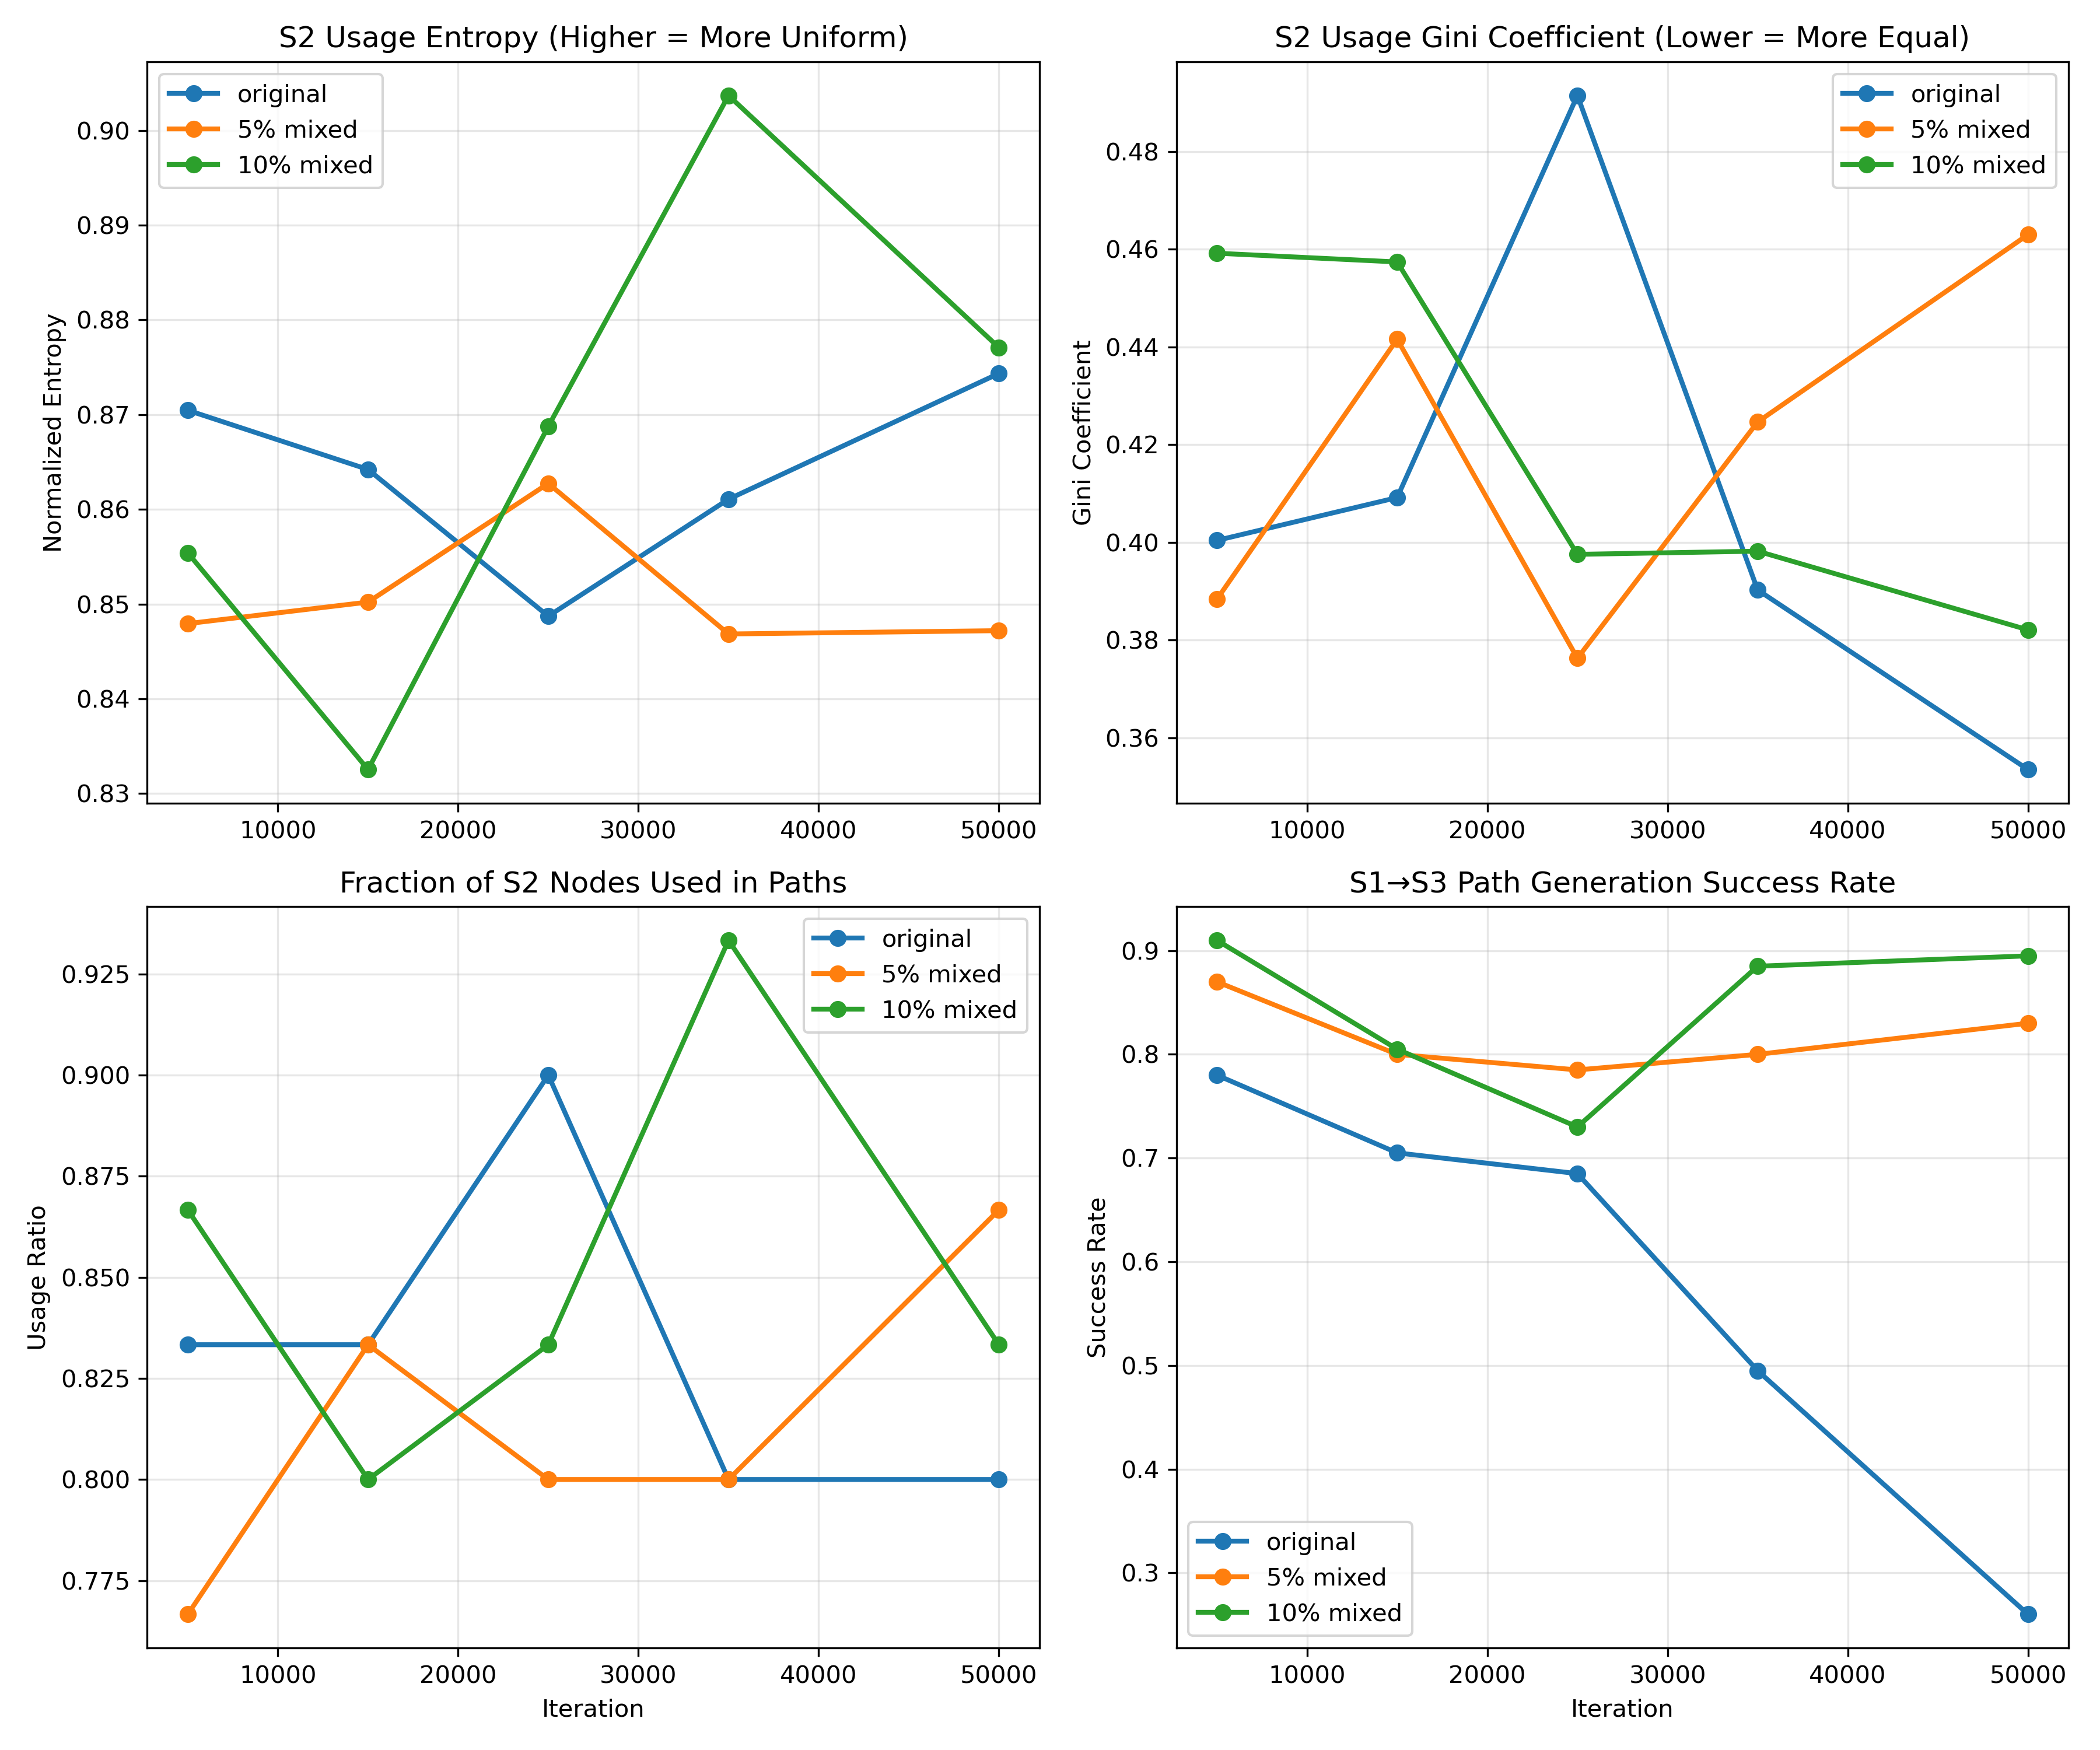 S2 Usage Entropy (Higher = More Uniform)
original
5% mixed
10% mixed
Normalized Entropy
0.90
0.89
0.88
0.87
0.86
0.85
0.84
0.83
10000 20000 30000 40000 50000
S2 Usage Gini Coefficient (Lower = More Equal)
original
5% mixed
10% mixed
Gini Coefficient
0.48
0.46
0.44
0.42
0.40
0.38
0.36
10000 20000 30000 40000 50000
Fraction of S2 Nodes Used in Paths
original
5% mixed
10% mixed
Usage Ratio
0.925
0.900
0.875
0.850
0.825
0.800
0.775
10000 20000 30000 40000 50000
Iteration
S1→S3 Path Generation Success Rate
Success Rate
0.9
0.8
0.7
0.6
0.5
0.4
0.3
original
5% mixed
10% mixed
10000 20000 30000 40000 50000
Iteration